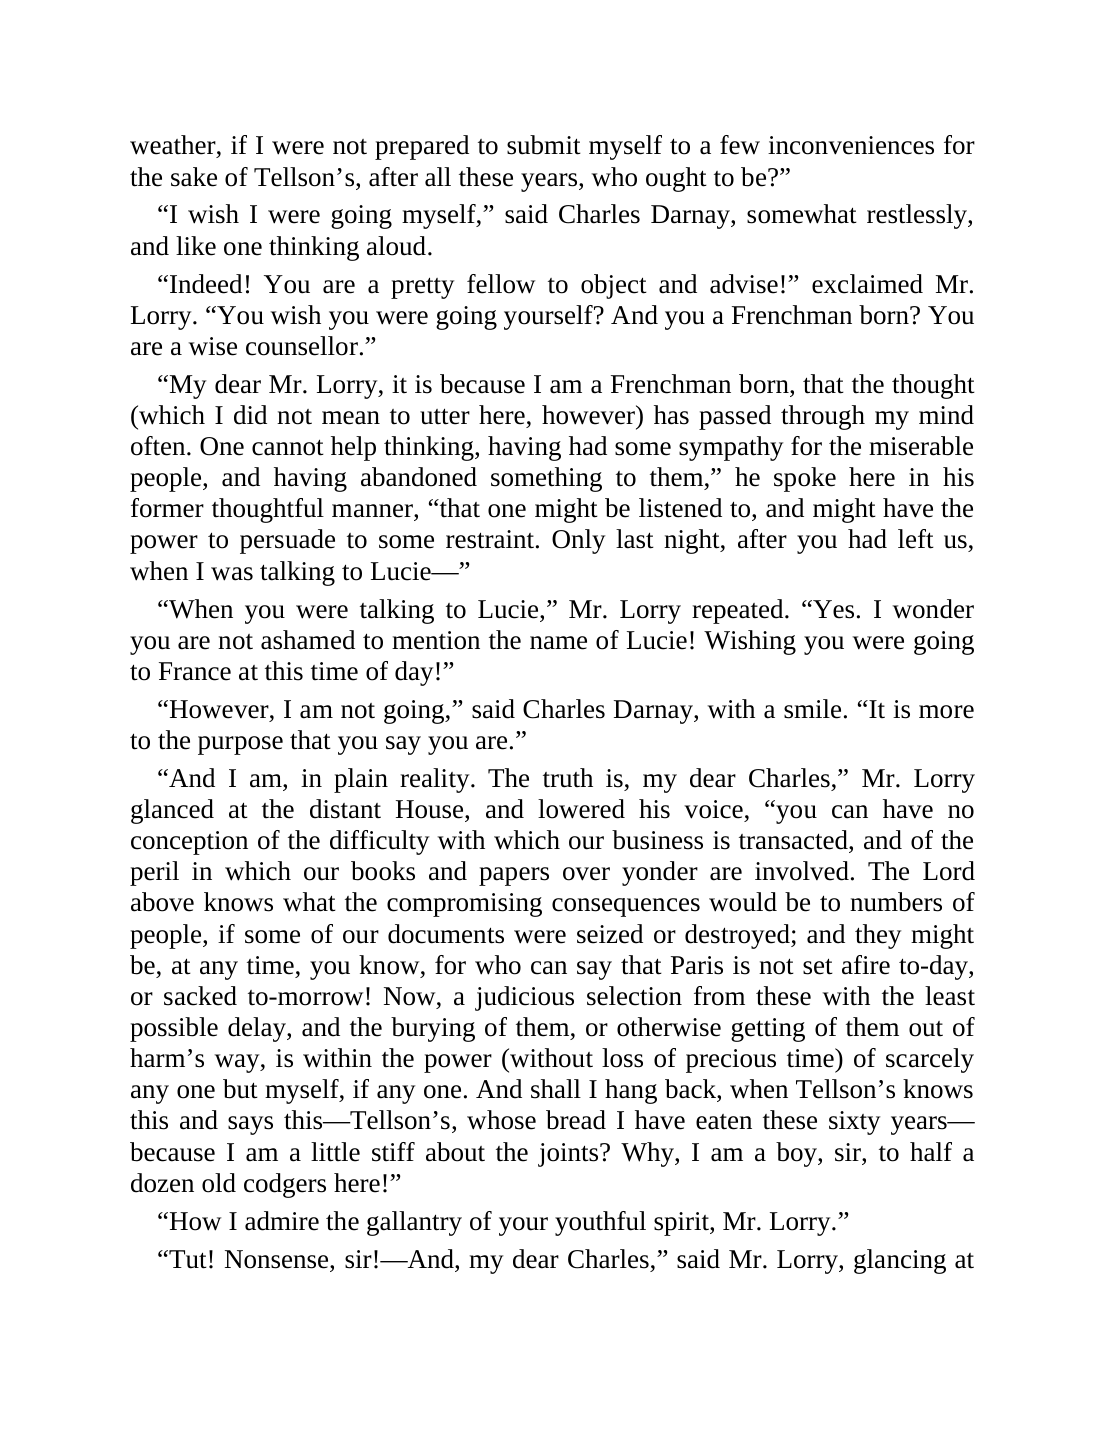 weather, if I were not prepared to submit myself to a few inconveniences for
the sake of Tellson’s, after all these years, who ought to be?”
“I wish I were going myself,” said Charles Darnay, somewhat restlessly,
and like one thinking aloud.
“Indeed! You are a pretty fellow to object and advise!” exclaimed Mr.
Lorry. “You wish you were going yourself? And you a Frenchman born? You
are a wise counsellor.”
“My dear Mr. Lorry, it is because I am a Frenchman born, that the thought
(which I did not mean to utter here, however) has passed through my mind
often. One cannot help thinking, having had some sympathy for the miserable
people, and having abandoned something to them,” he spoke here in his
former thoughtful manner, “that one might be listened to, and might have the
power to persuade to some restraint. Only last night, after you had left us,
when I was talking to Lucie—”
“When you were talking to Lucie,” Mr. Lorry repeated. “Yes. I wonder
you are not ashamed to mention the name of Lucie! Wishing you were going
to France at this time of day!”
“However, I am not going,” said Charles Darnay, with a smile. “It is more
to the purpose that you say you are.”
“And I am, in plain reality. The truth is, my dear Charles,” Mr. Lorry
glanced at the distant House, and lowered his voice, “you can have no
conception of the difficulty with which our business is transacted, and of the
peril in which our books and papers over yonder are involved. The Lord
above knows what the compromising consequences would be to numbers of
people, if some of our documents were seized or destroyed; and they might
be, at any time, you know, for who can say that Paris is not set afire to-day,
or sacked to-morrow! Now, a judicious selection from these with the least
possible delay, and the burying of them, or otherwise getting of them out of
harm’s way, is within the power (without loss of precious time) of scarcely
any one but myself, if any one. And shall I hang back, when Tellson’s knows
this and says this—Tellson’s, whose bread I have eaten these sixty years—
because I am a little stiff about the joints? Why, I am a boy, sir, to half a
dozen old codgers here!”
“How I admire the gallantry of your youthful spirit, Mr. Lorry.”
“Tut! Nonsense, sir!—And, my dear Charles,” said Mr. Lorry, glancing at